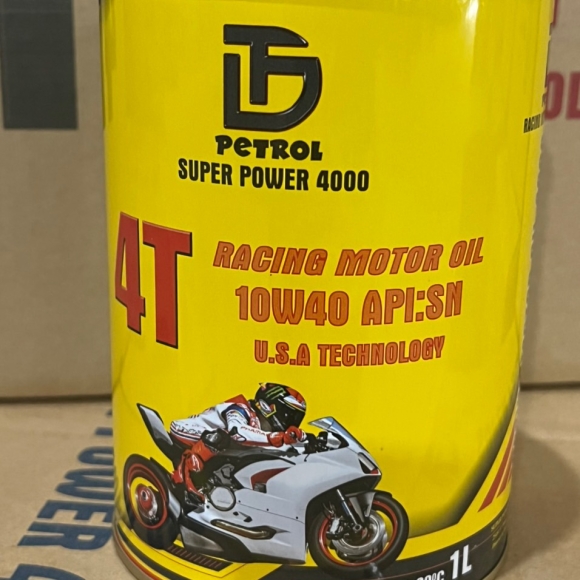 PETROL
SUPER POWER 4000
4T
RACING MOTOR OIL
10W40 API:SN
U.S.A TECHNOLOGY
1L